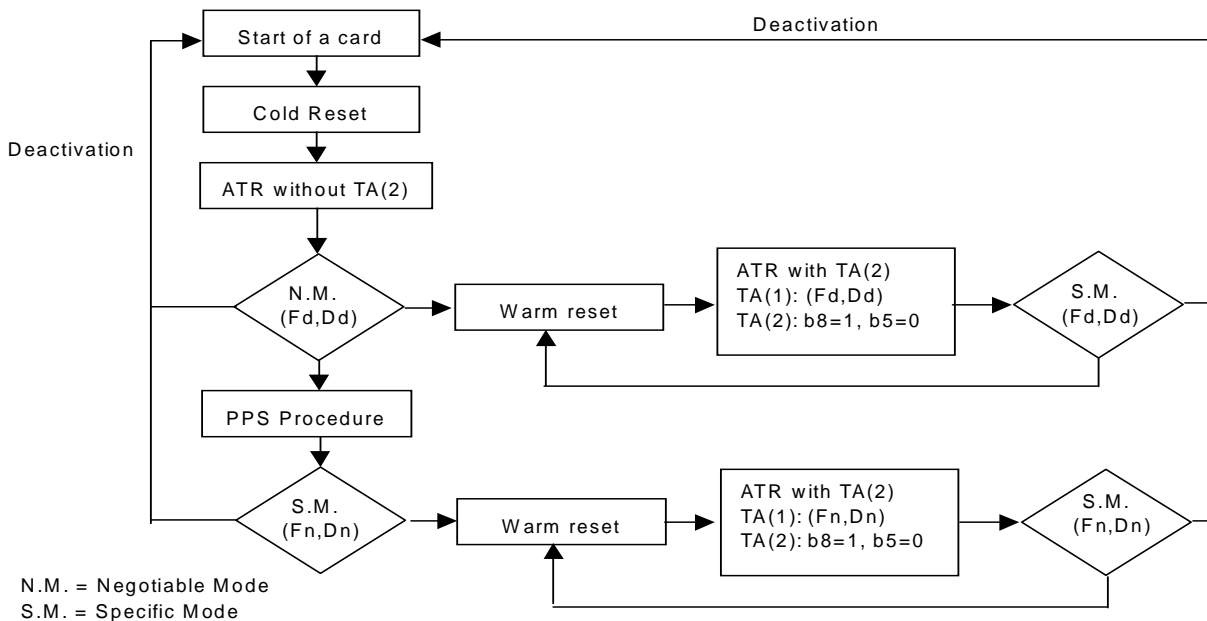 Deactivation
Start of a card
Cold Reset
Deactivation
ATR without TA(2)
N.M.
(Fd,Dd)
Warm reset
ATR with TA(2)
TA(1): (Fd,Dd)
TA(2): b8=1, b5=0
S.M.
(Fd,Dd)
PPS Procedure
S.M.
(Fn,Dn)
Warm reset
ATR with TA(2)
TA(1): (Fn,Dn)
TA(2): b8=1, b5=0
S.M.
(Fn,Dn)
N.M. = Negotiable Mode
S.M. = Specific Mode